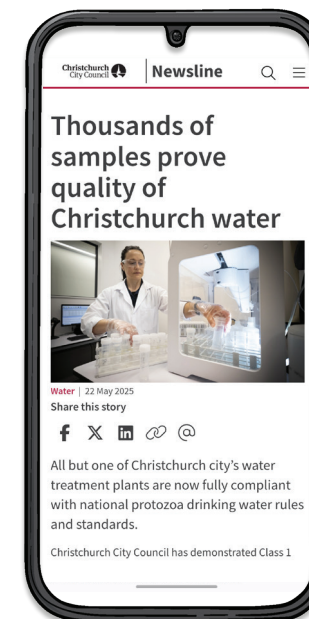 Christchurch
City Council
Newsline
Thousands of
samples prove
quality of
Christchurch water
Water | 22 May 2025
Share this story
All but one of Christchurch city's water
treatment plants are now fully compliant
with national protozoa drinking water rules
and standards.
Christchurch City Council has demonstrated Class 1